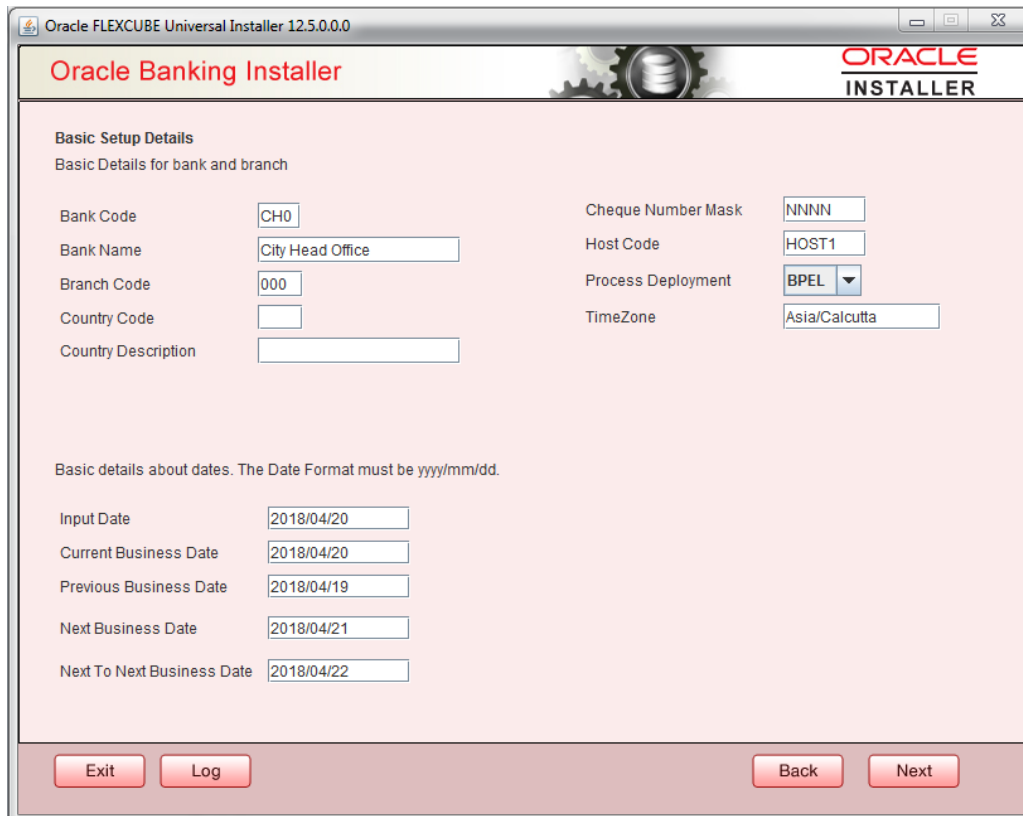 Oracle FLEXCUBE Universal Installer 12.5.0.0.0
Oracle Banking Installer
ORACLE
INSTALLER
Basic Setup Details
Basic Details for bank and branch
Bank Code CH0
Bank Name City Head Office
Branch Code 000
Country Code
Country Description
Cheque Number Mask NNNN
Host Code HOST1
Process Deployment BPEL
TimeZone Asia/Calcutta
Basic details about dates. The Date Format must be yyyy/mm/dd.
Input Date 2018/04/20
Current Business Date 2018/04/20
Previous Business Date 2018/04/19
Next Business Date 2018/04/21
Next To Next Business Date 2018/04/22
Exit Log Back Next